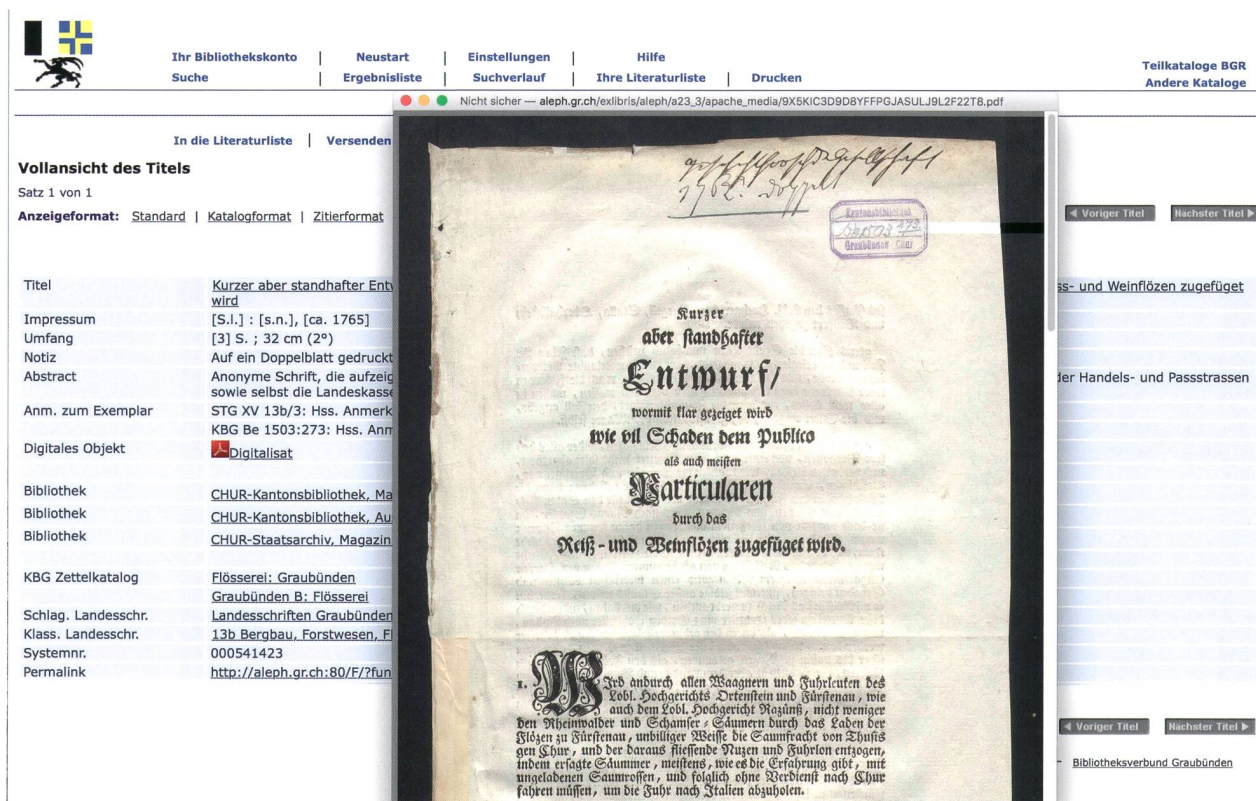 Ihr Bibliothekskonto | Neustart | Einstellungen | Hilfe
Suche | Ergebnisliste | Suchverlauf | Ihre Literaturliste | Drucken
Teilkataloge BGR
Andere Kataloge
Nicht sicher — aleph.gr.ch/exlibris/aleph/a23_3/apache_media/9X5KIC3D9D8YFFPGJASULJ9L2F22T8.pdf
In die Literaturliste | Versenden
Vollansicht des Titels
Satz 1 von 1
Anzeigeformat: Standard | Katalogformat | Zitierformat
Voriger Titel Nächster Titel
Titel Kurzer aber standhafter Entw
wird
ss- und Weinflözen zugefüget
Impressum [S.l.] : [s.n.], [ca. 1765]
Umfang [3] S. ; 32 cm (2°)
Notiz Auf ein Doppelblatt gedruckt
Abstract Anonyme Schrift, die aufzeig
der Handels- und Passstrassen
sowie selbst die Landeskasse
Anm. zum Exemplar STG XV 13b/3: Hss. Anmerk
KBG Be 1503:273: Hss. Anm
Digitales Objekt Digitalisat
Bibliothek CHUR-Kantonsbibliothek, Ma
Bibliothek CHUR-Kantonsbibliothek, Au
Bibliothek CHUR-Staatsarchiv, Magazin
KBG Zettelkatalog Flösserei: Graubünden
Graubünden B: Flösserei
Schlag. Landesschr. Landesschriften Graubünden
Klass. Landesschr. 13b Bergbau, Forstwesen, Fl
Systemnr. 000541423
Permalink http://aleph.gr.ch:80/F/?fun
Voriger Titel Nächster Titel
Bibliotheksverbund Graubünden
1962. Doppelt
Kantonsbibliothek
Be 1503 273
Graubünden Chur
Kurzer
aber standhafter
Entwurf/
wormit klar gezeiget wird
wie vil Schaden dem Publico
als auch meisten
Particularen
durch das
Reiß- und Weinflözen zugefüget wird.
1. WIrd andurch allen Waagnern und Fuhrleuten des
Lobl. Hochgerichts Ortenstein und Fürstenau, wie
auch dem Lobl. Hochgericht Razünß, nicht weniger
den Rheinwalder und Schamser-Säumern durch das Laden der
Flözen zu Fürstenau, unbilliger Weisse die Saumfracht von Thusis
gen Chur, und der daraus fliessende Nuzen und Fuhrlon entzogen,
indem ersagte Säummer, meistens, wie es die Erfahrung gibt, mit
ungeladenen Saumrossen, und folglich ohne Verdienst nach Chur
fahren müssen, um die Fuhr nach Italien abzuholen.